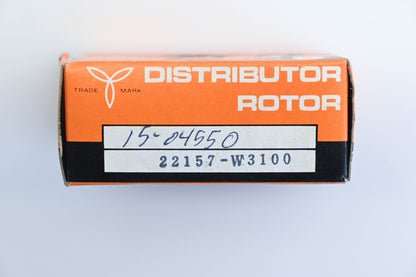 TRADE MARK
DISTRIBUTOR
ROTOR
15-04550
22157-W3100